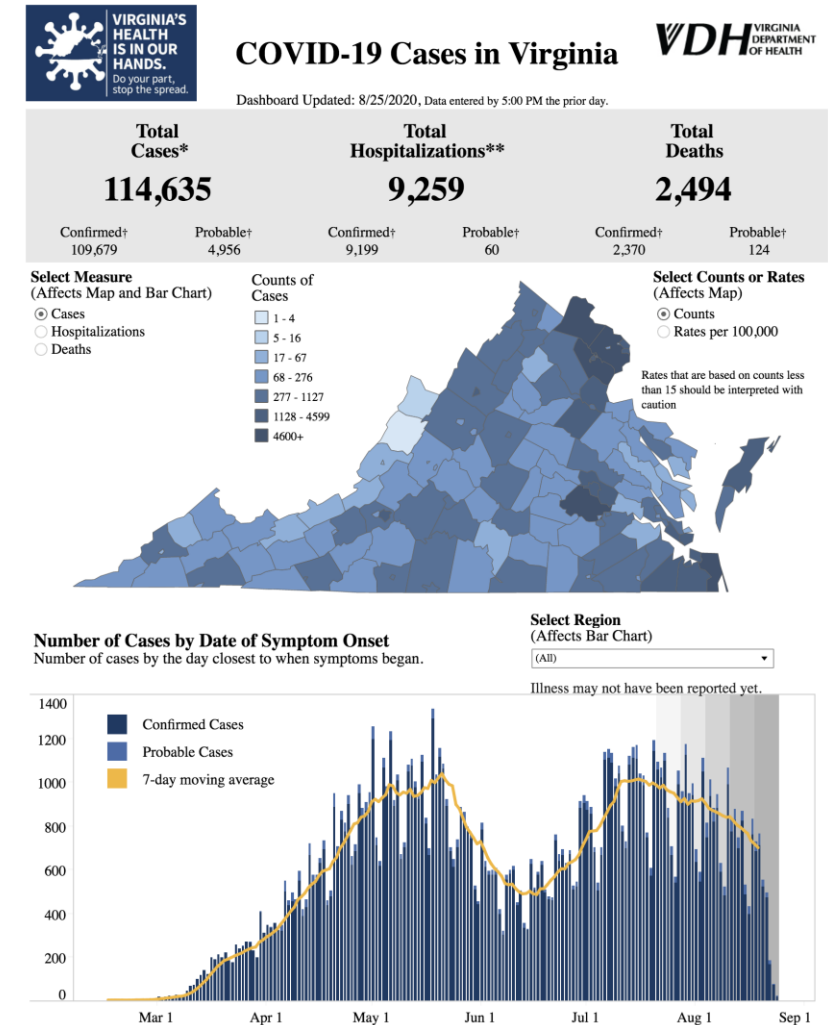 VIRGINIA'S
HEALTH
IS IN OUR
HANDS.
Do your part,
stop the spread.
COVID-19 Cases in Virginia
VDH VIRGINIA
DEPARTMENT
OF HEALTH
Dashboard Updated: 8/25/2020, Data entered by 5:00 PM the prior day.
Total
Cases*
114,635
Confirmed†
109,679
Probable†
4,956
Total
Hospitalizations**
9,259
Confirmed†
9,199
Probable†
60
Total
Deaths
2,494
Confirmed†
2,370
Probable†
124
Select Measure
(Affects Map and Bar Chart)
Cases
Hospitalizations
Deaths
Counts of
Cases
1 - 4
5 - 16
17 - 67
68 - 276
277 - 1127
1128 - 4599
4600+
Select Counts or Rates
(Affects Map)
Counts
Rates per 100,000
Rates that are based on counts less
than 15 should be interpreted with
caution
Number of Cases by Date of Symptom Onset
Number of cases by the day closest to when symptoms began.
Select Region
(Affects Bar Chart)
(All)
Illness may not have been reported yet.
Confirmed Cases
Probable Cases
7-day moving average
1400
1200
1000
800
600
400
200
0
Mar 1 Apr 1 May 1 Jun 1 Jul 1 Aug 1 Sep 1